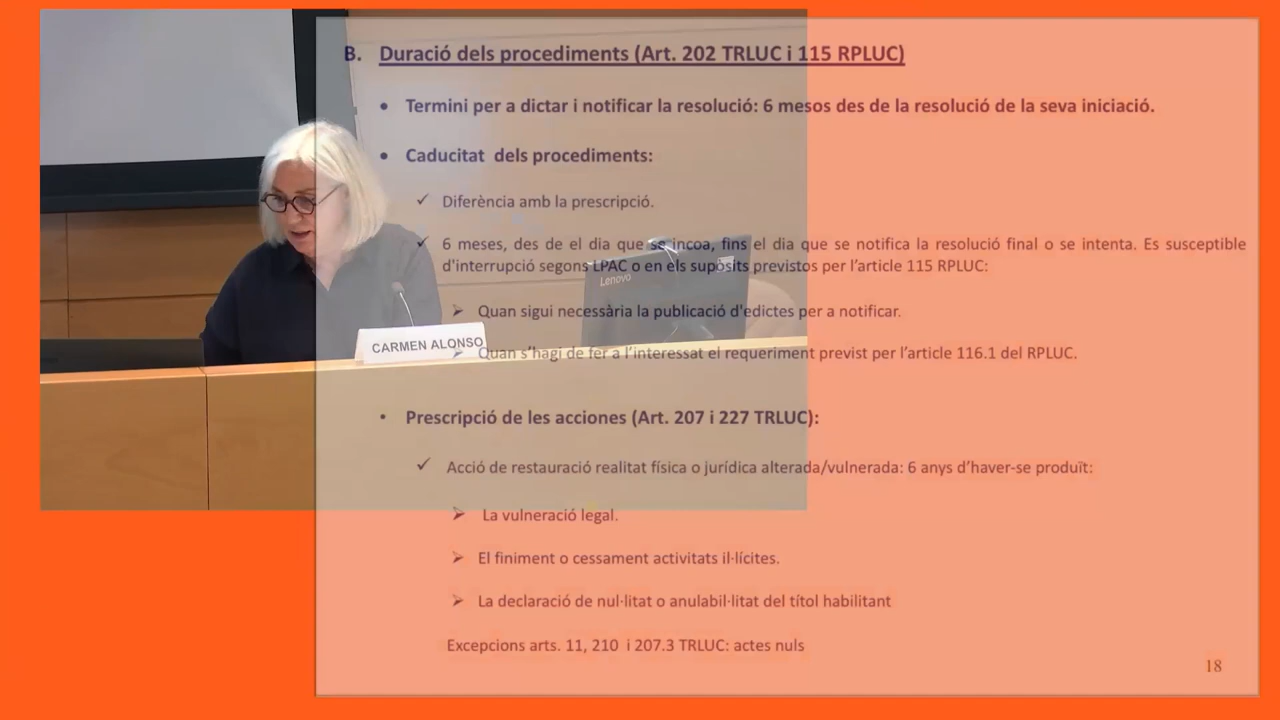 B. Duració dels procediments (Art. 202 TRLUC i 115 RPLUC)
• Termini per a dictar i notificar la resolució: 6 mesos des de la resolució de la seva iniciació.
• Caducitat dels procediments:
✓ Diferència amb la prescripció.
✓ 6 meses, des de el dia que se incoa, fins el dia que se notifica la resolució final o se intenta. Es susceptible
d'interrupció segons LPAC o en els supòsits previstos per l'article 115 RPLUC:
Lenovo
➢ Quan sigui necessària la publicació d'edictes per a notificar.
CARMEN ALONSO
➢ Quan s'hagi de fer a l'interessat el requeriment previst per l'article 116.1 del RPLUC.
• Prescripció de les acciones (Art. 207 i 227 TRLUC):
✓ Acció de restauració realitat física o jurídica alterada/vulnerada: 6 anys d'haver-se produït:
➢ La vulneració legal.
➢ El finiment o cessament activitats il·lícites.
➢ La declaració de nul·litat o anulabil·litat del títol habilitant
Excepcions arts. 11, 210 i 207.3 TRLUC: actes nuls
18